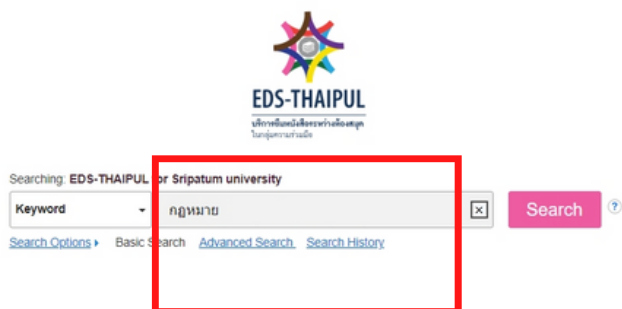 EDS-THAIPUL
บริการยืมหนังสือระหว่างห้องสมุด
ในกลุ่มความร่วมมือ
Searching: EDS-THAIPUL for Sripatum university
Keyword กฎหมาย Search ?
Search Options Basic Search Advanced Search Search History